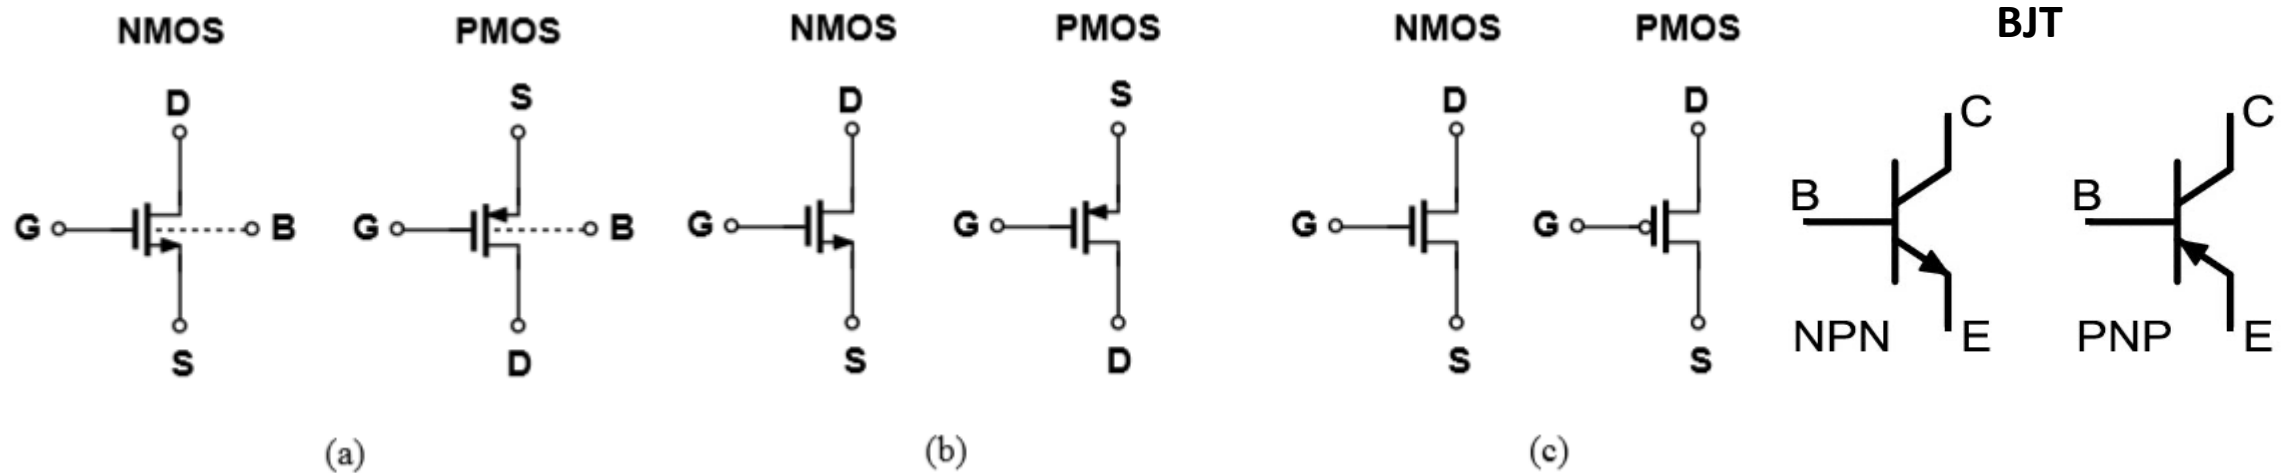 NMOS PMOS NMOS PMOS NMOS PMOS BJT
D S D S D D C C
G B G B G G G G B B
S D S D S S NPN E PNP E
(a) (b) (c)